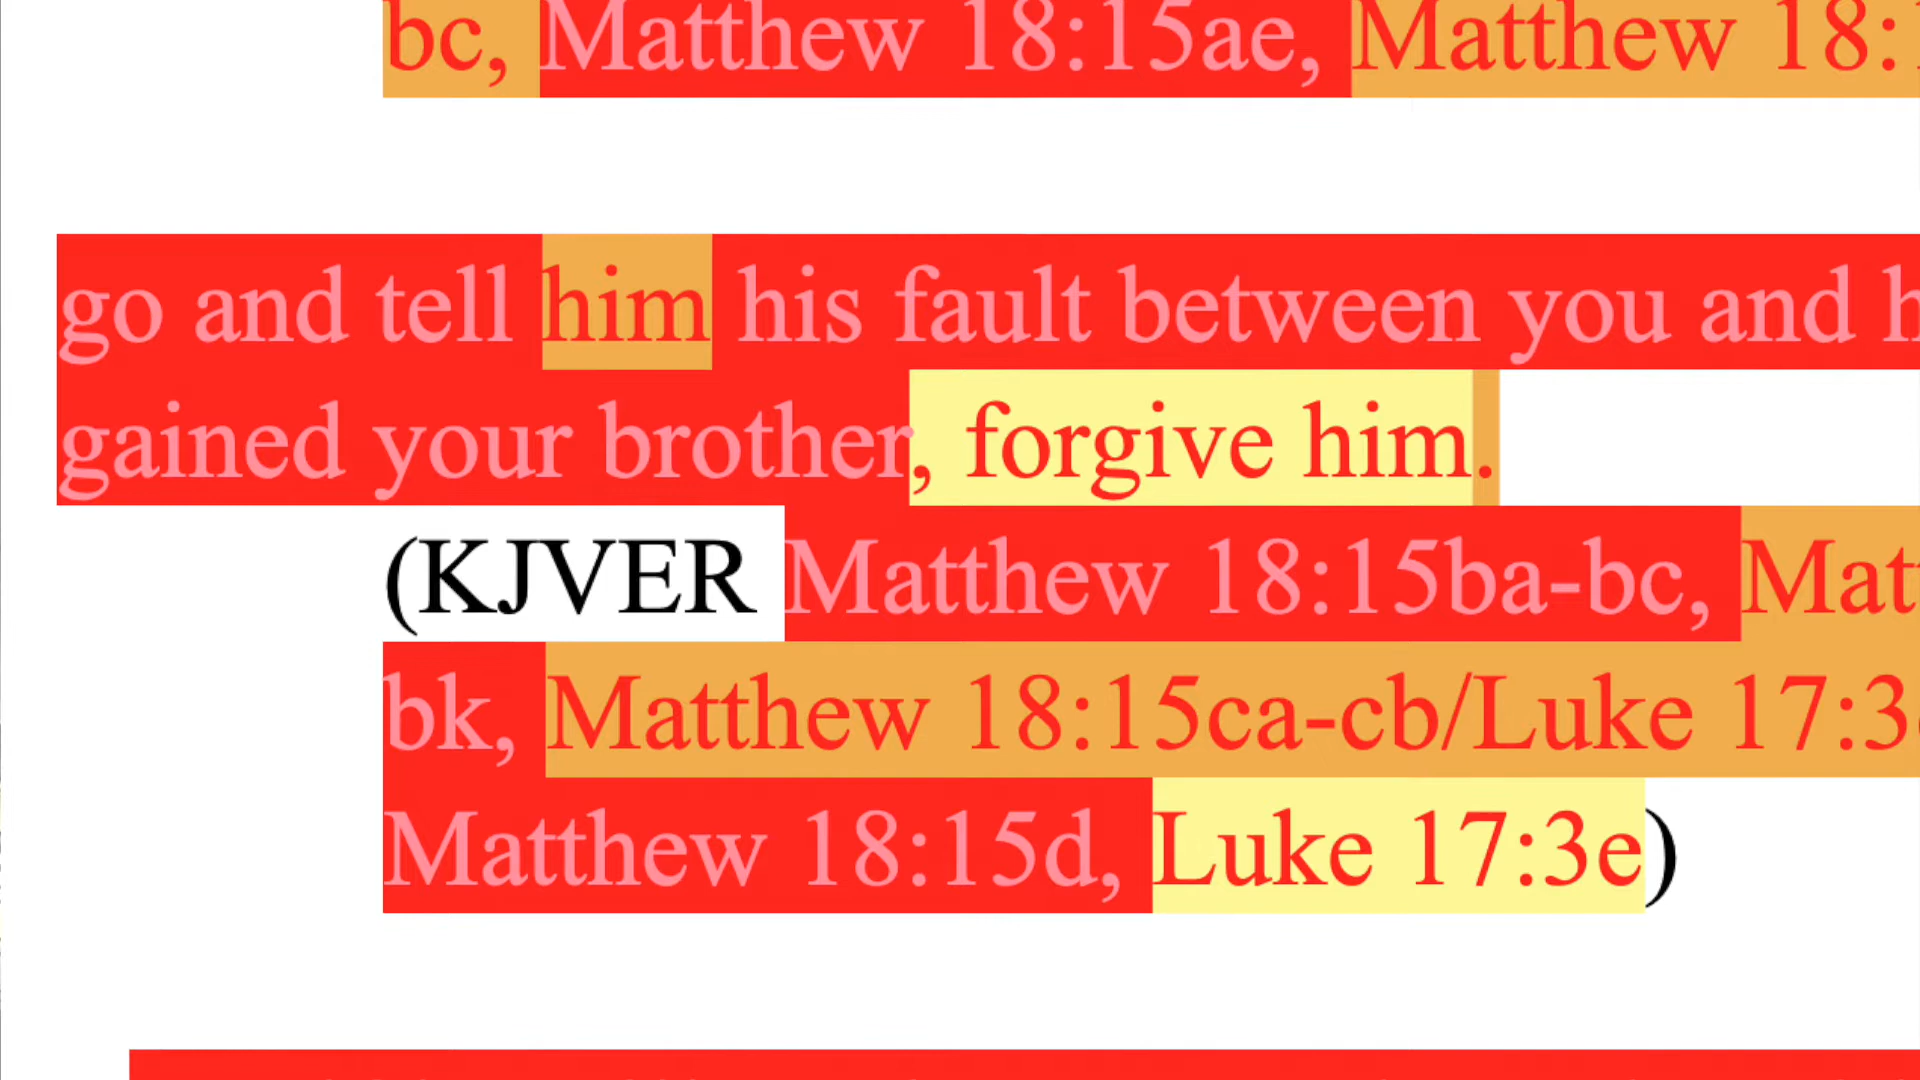 bc, Matthew 18:15ae, Matthew 18:
go and tell him his fault between you and
gained your brother, forgive him.
(KJVER Matthew 18:15ba-bc,
bk, Matthew 18:15ca-cb/Luke 17:3
Matthew 18:15d, Luke 17:3e)